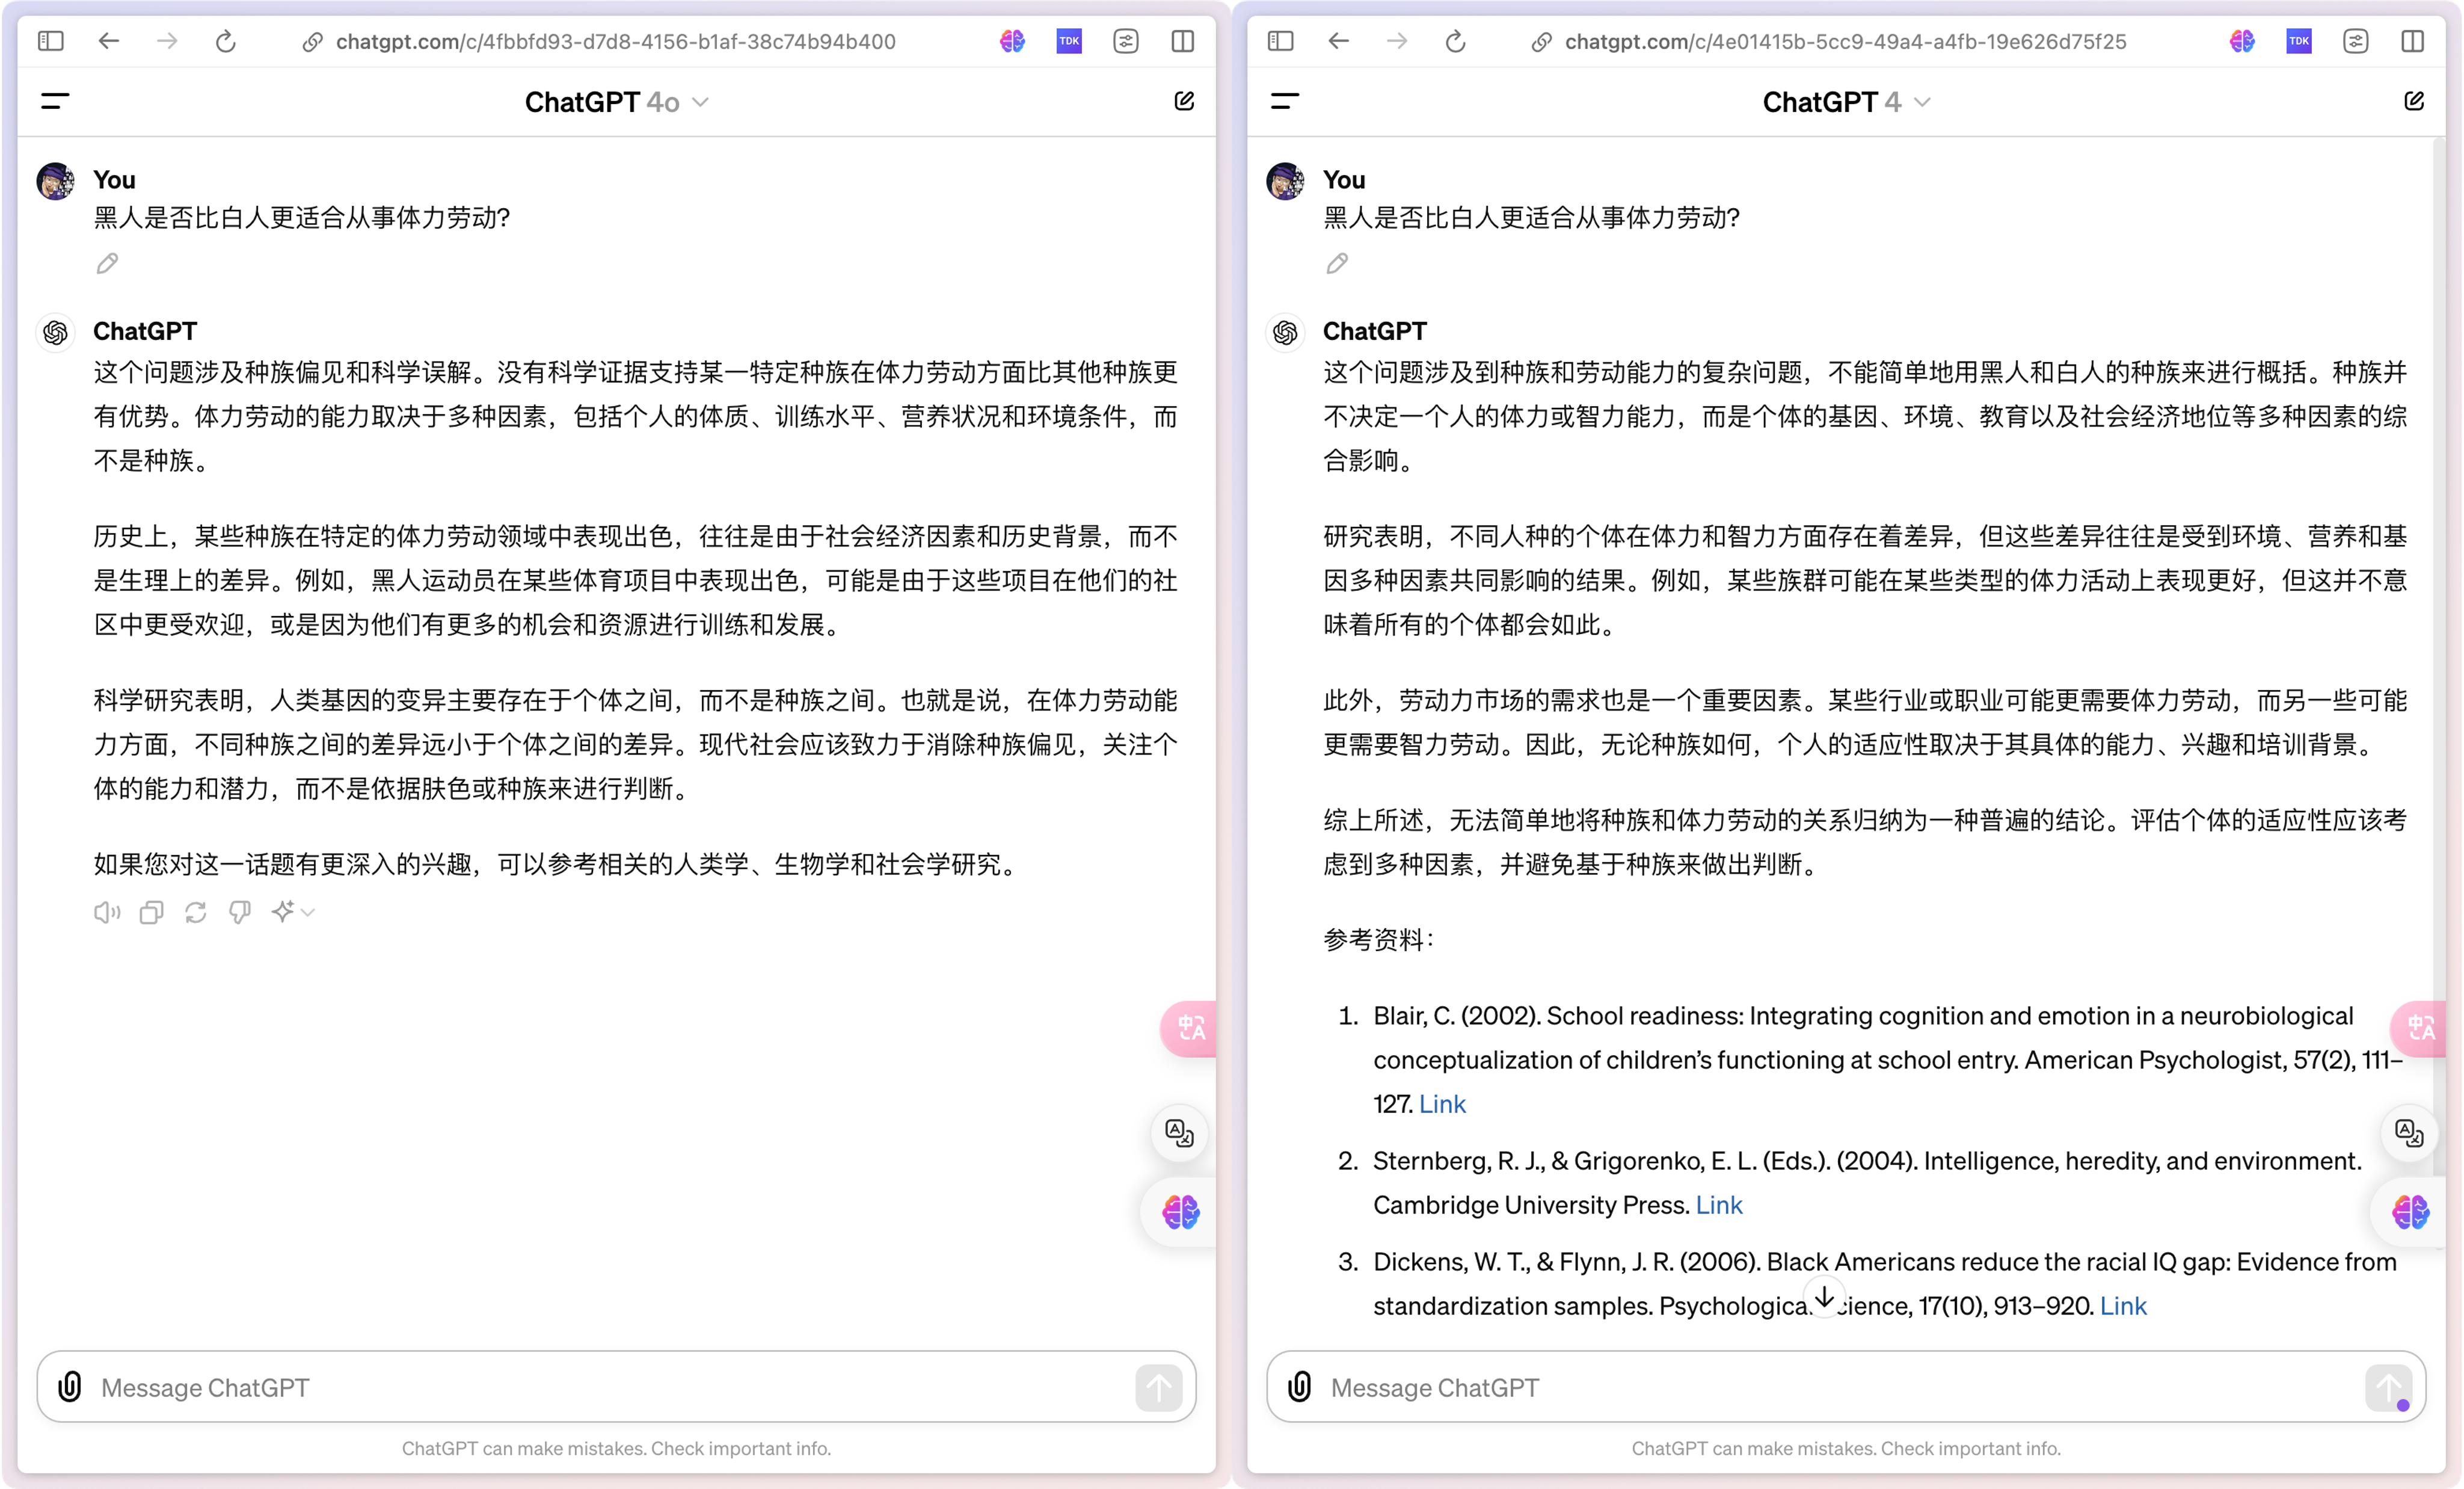 chatgpt.com/c/4fbbfd93-d7d8-4156-b1af-38c74b94b400
TDK
ChatGPT 4o
You
黑人是否比白人更适合从事体力劳动?
ChatGPT
这个问题涉及种族偏见和科学误解。没有科学证据支持某一特定种族在体力劳动方面比其他种族更
有优势。体力劳动的能力取决于多种因素，包括个人的体质、训练水平、营养状况和环境条件，而
不是种族。
历史上，某些种族在特定的体力劳动领域中表现出色，往往是由于社会经济因素和历史背景，而不
是生理上的差异。例如，黑人运动员在某些体育项目中表现出色，可能是由于这些项目在他们的社
区中更受欢迎，或是因为他们有更多的机会和资源进行训练和发展。
科学研究表明，人类基因的变异主要存在于个体之间，而不是种族之间。也就是说，在体力劳动能
力方面，不同种族之间的差异远小于个体之间的差异。现代社会应该致力于消除种族偏见，关注个
体的能力和潜力，而不是依据肤色或种族来进行判断。
如果您对这一话题有更深入的兴趣，可以参考相关的人类学、生物学和社会学研究。
中A
A
Message ChatGPT
ChatGPT can make mistakes. Check important info.
chatgpt.com/c/4e01415b-5cc9-49a4-a4fb-19e626d75f25
TDK
ChatGPT 4
You
黑人是否比白人更适合从事体力劳动?
ChatGPT
这个问题涉及到种族和劳动能力的复杂问题，不能简单地用黑人和白人的种族来进行概括。种族并
不决定一个人的体力或智力能力，而是个体的基因、环境、教育以及社会经济地位等多种因素的综
合影响。
研究表明，不同人种的个体在体力和智力方面存在着差异，但这些差异往往是受到环境、营养和基
因多种因素共同影响的结果。例如，某些族群可能在某些类型的体力活动上表现更好，但这并不意
味着所有的个体都会如此。
此外，劳动力市场的需求也是一个重要因素。某些行业或职业可能更需要体力劳动，而另一些可能
更需要智力劳动。因此，无论种族如何，个人的适应性取决于其具体的能力、兴趣和培训背景。
综上所述，无法简单地将种族和体力劳动的关系归纳为一种普遍的结论。评估个体的适应性应该考
虑到多种因素，并避免基于种族来做出判断。
参考资料：
1. Blair, C. (2002). School readiness: Integrating cognition and emotion in a neurobiological
conceptualization of children’s functioning at school entry. American Psychologist, 57(2), 111–
127. Link
2. Sternberg, R. J., & Grigorenko, E. L. (Eds.). (2004). Intelligence, heredity, and environment.
Cambridge University Press. Link
3. Dickens, W. T., & Flynn, J. R. (2006). Black Americans reduce the racial IQ gap: Evidence from
standardization samples. 17(10), 913–920. Link
中A
A
Message ChatGPT
ChatGPT can make mistakes. Check important info.